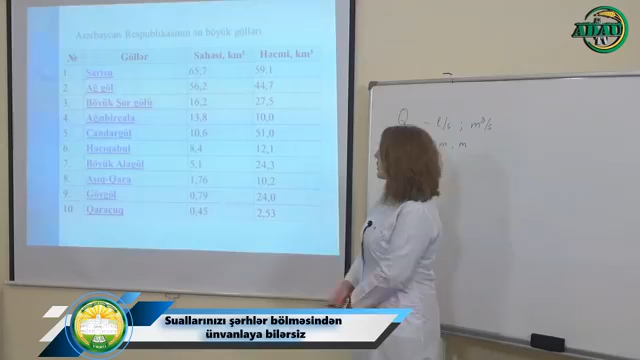 ADAU
TV
Azərbaycan Respublikasının ən böyük gölləri
№ Göllər Sahəsi, km² Həcmi, km³
1. Sarısu 65,7 59,1
2. Ağ göl 56,2 44,7
3. Böyük Şor gölü 16,2 27,5
4. Ağzıbirçala 13,8 10,0
5. Candargöl 10,6 51,0
6. Hacıqabul 8,4 12,1
7. Böyük Alagöl 5,1 24,3
8. Aşıq-Qara 1,76 10,2
9. Göygöl 0,79 24,0
10 Qaraçuq 0,45 2,53
Q – l/s ; m³/s
m, m
Suallarınızı şərhlər bölməsindən
ünvanlaya bilərsiz